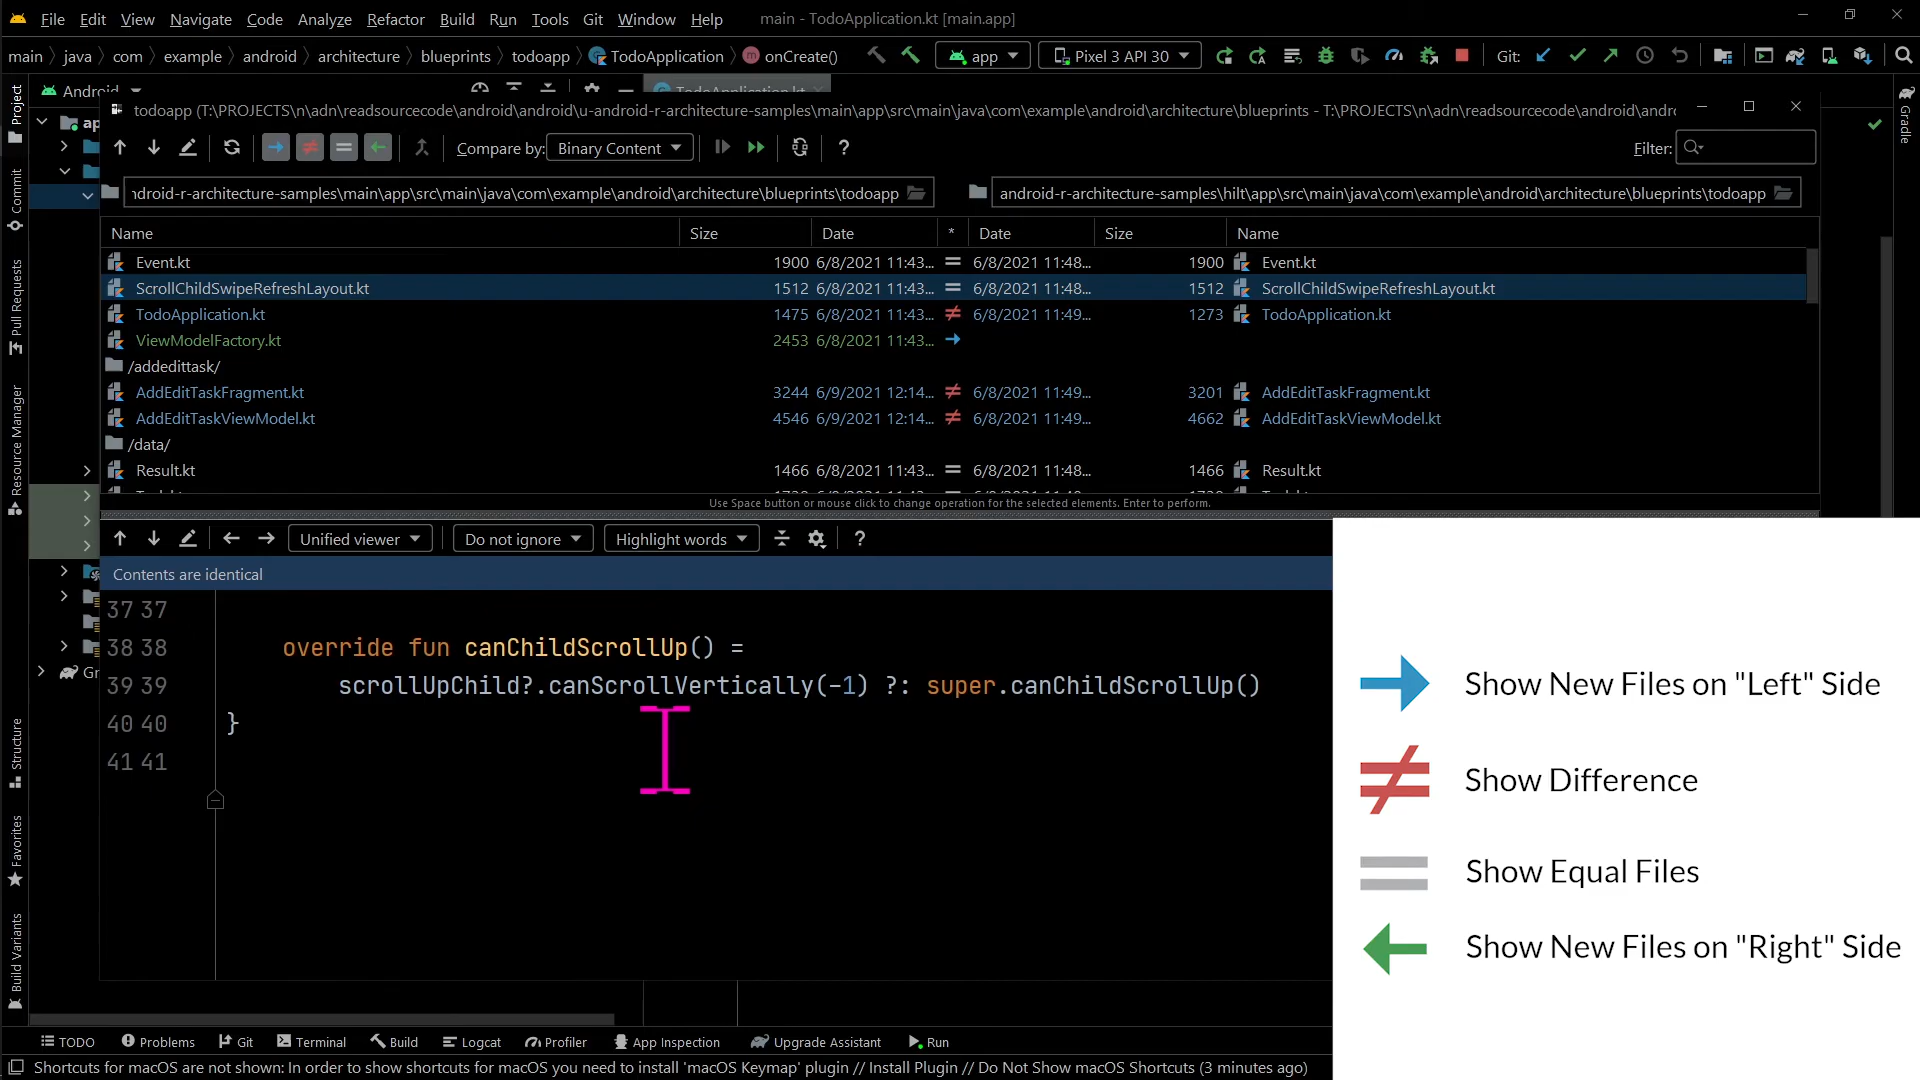 File Edit View Navigate Code Analyze Refactor Build Run Tools Git Window Help main - TodoApplication.kt [main.app]
main java com example android architecture blueprints todoapp TodoApplication onCreate() app Pixel 3 API 30 Git:
Android
todoapp (T:\PROJECTS\n\adn\readsourcecode\android\android\u-android-r-architecture-samples\main\app\src\main\java\com\example\android\architecture\blueprints - T:\PROJECTS\n\adn\readsourcecode\android\andro
Compare by: Binary Content ? Filter:
ndroid-r-architecture-samples\main\app\src\main\java\com\example\android\architecture\blueprints\todoapp android-r-architecture-samples\hilt\app\src\main\java\com\example\android\architecture\blueprints\todoapp
Name Size Date * Date Size Name
Event.kt 1900 6/8/2021 11:43... 6/8/2021 11:48... 1900 Event.kt
ScrollChildSwipeRefreshLayout.kt 1512 6/8/2021 11:43... 6/8/2021 11:48... 1512 ScrollChildSwipeRefreshLayout.kt
TodoApplication.kt 1475 6/8/2021 11:43... 6/8/2021 11:49... 1273 TodoApplication.kt
ViewModelFactory.kt 2453 6/8/2021 11:43...
/addedittask/
AddEditTaskFragment.kt 3244 6/9/2021 12:14... 6/8/2021 11:49... 3201 AddEditTaskFragment.kt
AddEditTaskViewModel.kt 4546 6/9/2021 12:14... 6/8/2021 11:49... 4662 AddEditTaskViewModel.kt
/data/
Result.kt 1466 6/8/2021 11:43... 6/8/2021 11:48... 1466 Result.kt
Use Space button or mouse click to change operation for the selected elements. Enter to perform.
Unified viewer Do not ignore Highlight words ?
Contents are identical
37 37
38 38 override fun canChildScrollUp() =
39 39 scrollUpChild?.canScrollVertically(-1) ?: super.canChildScrollUp()
40 40 }
41 41
Show New Files on "Left" Side
Show Difference
Show Equal Files
Show New Files on "Right" Side
Project
Commit
Pull Requests
Resource Manager
Structure
Favorites
Build Variants
Gradle
ap
Gr
TODO Problems Git Terminal Build Logcat Profiler App Inspection Upgrade Assistant Run
Shortcuts for macOS are not shown: In order to show shortcuts for macOS you need to install 'macOS Keymap' plugin // Install Plugin // Do Not Show macOS Shortcuts (3 minutes ago)